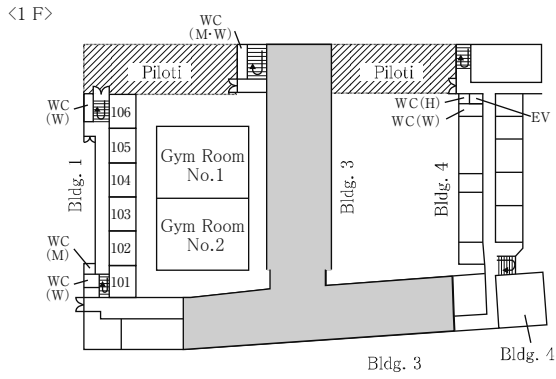 <1 F>
WC
(M·W)
Piloti
Piloti
WC
(W)
106
WC(H)
EV
WC(W)
105
Gym Room
No.1
104
Bldg. 1
Bldg. 3
Bldg. 4
103
Gym Room
No.2
102
WC
(M)
101
WC
(W)
Bldg. 4
Bldg. 3